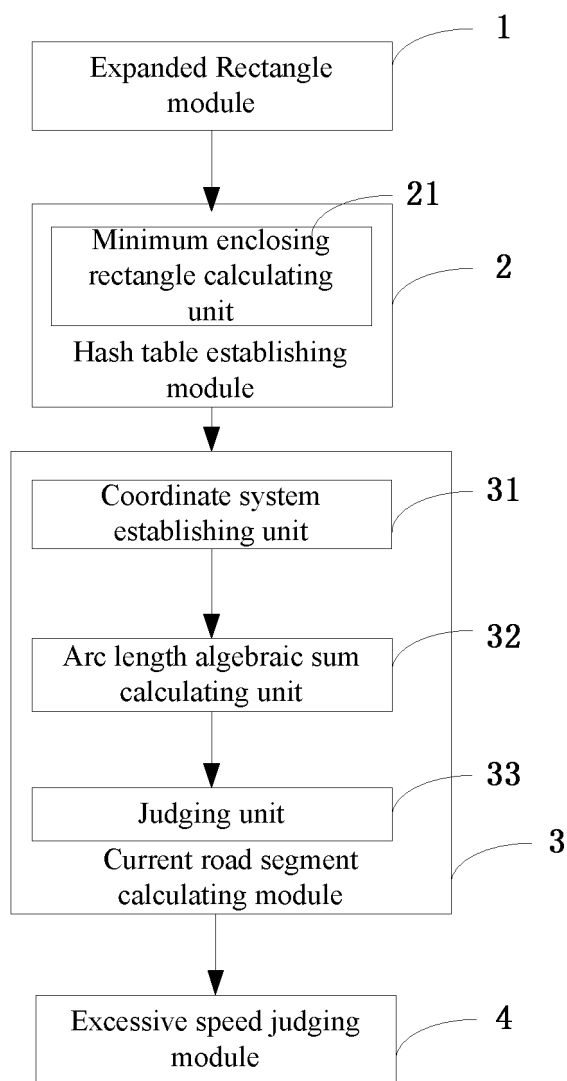 1
Expanded Rectangle
module
21
Minimum enclosing
rectangle calculating
unit
2
Hash table establishing
module
31
Coordinate system
establishing unit
32
Arc length algebraic sum
calculating unit
33
Judging unit
3
Current road segment
calculating module
4
Excessive speed judging
module